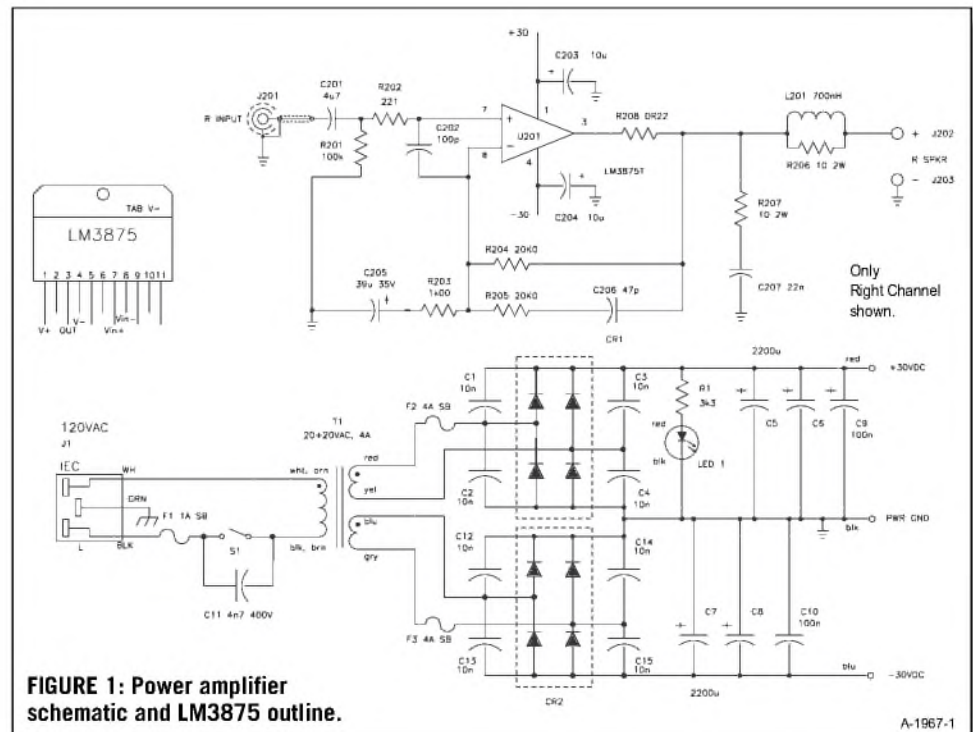 +30
C203 10u
J201
C201
4u7
R202
221
R INPUT
R201
100k
C202
100p
7
+
8
-
1
U201
3
4
LM3875T
R208 0R22
L201 700nH
R206 10 2W
+ J202
R SPKR
- J203
C204 10u
-30
R207
10 2W
C207 22n
R204 20K0
C205
39u 35V
+
R203
1k00
R205 20K0
C206 47p
Only
Right Channel
shown.
TAB V-
LM3875
1 2 3 4 5 6 7 8 9 10 11
V+ OUT V- Vin+ Vin-
CR1
120VAC
J1
IEC
WH
GRN
F1 1A SB
L
BLK
S1
C11 4n7 400V
T1
20+20VAC, 4A
wht, orn
blk, brn
red
yel
blu
gry
F2 4A SB
F3 4A SB
C1
10n
C2
10n
C12
10n
C13
10n
C3
10n
C4
10n
C14
10n
C15
10n
CR2
R1
3k3
red
blk
LED 1
2200u
C5
C6
C9
100n
red
+30VDC
PWR GND
blk
C7
C8
C10
100n
2200u
blu
-30VDC
FIGURE 1: Power amplifier
schematic and LM3875 outline.
A-1967-1